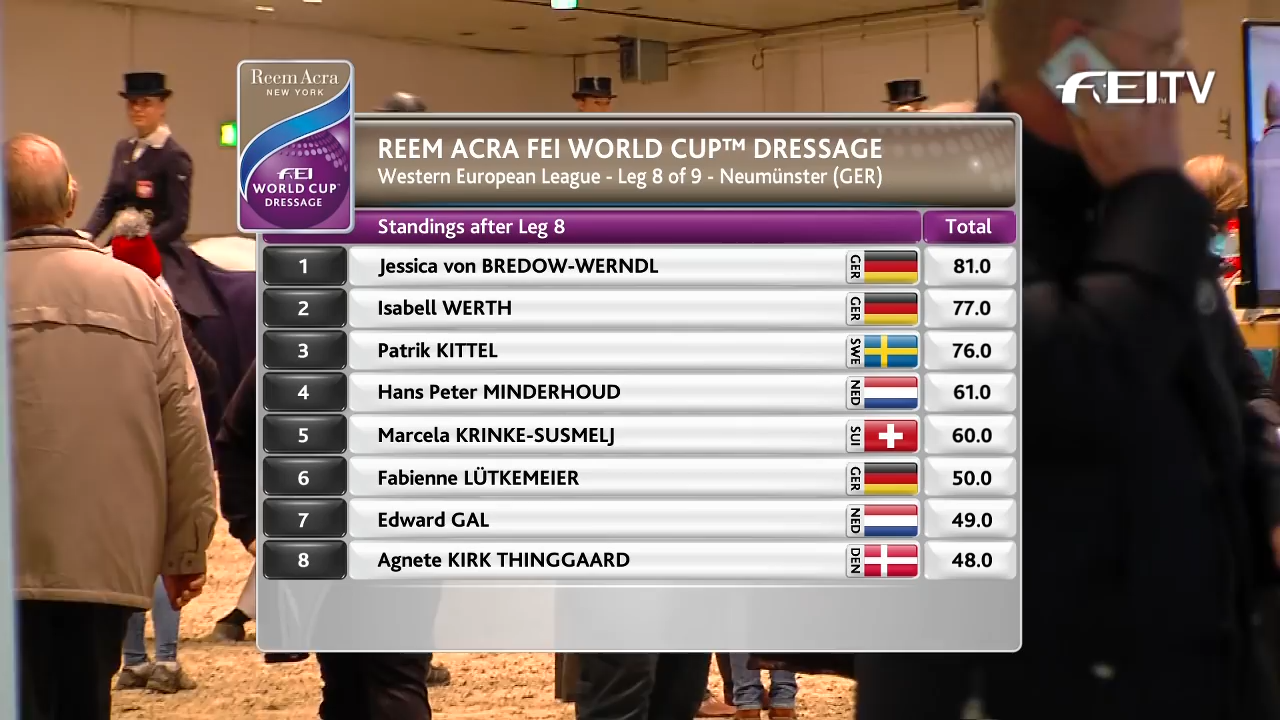 Reem Acra
NEW YORK
FEI
WORLD CUP™
DRESSAGE
FEITV™
REEM ACRA FEI WORLD CUP™ DRESSAGE
Western European League - Leg 8 of 9 - Neumünster (GER)
Standings after Leg 8 Total
1 Jessica von BREDOW-WERNDL GER 81.0
2 Isabell WERTH GER 77.0
3 Patrik KITTEL SWE 76.0
4 Hans Peter MINDERHOUD NED 61.0
5 Marcela KRINKE-SUSMELJ SUI 60.0
6 Fabienne LÜTKEMEIER GER 50.0
7 Edward GAL NED 49.0
8 Agnete KIRK THINGGAARD DEN 48.0